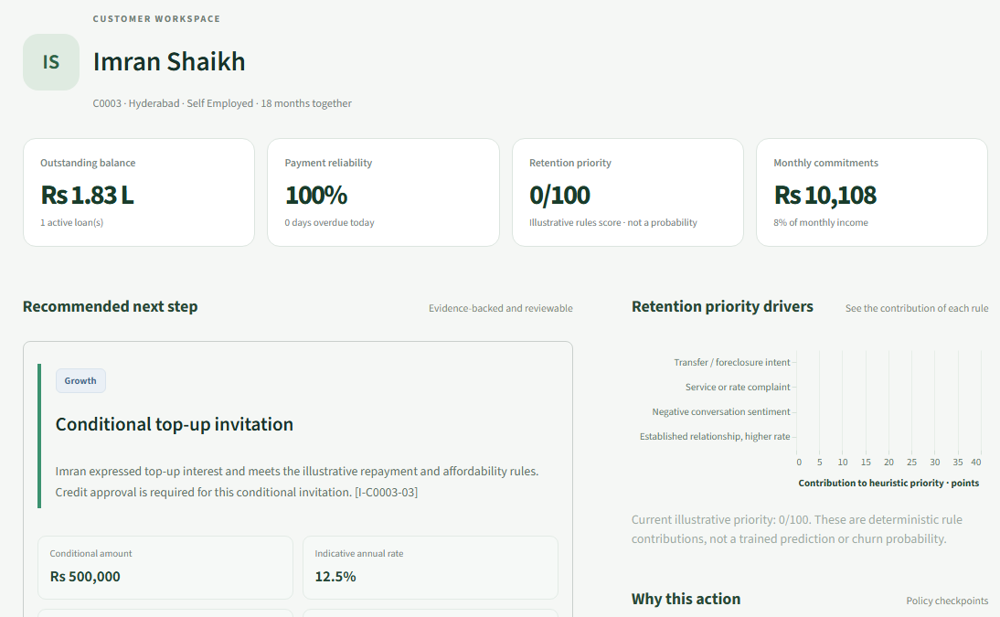 CUSTOMER WORKSPACE
IS
Imran Shaikh
C0003 · Hyderabad · Self Employed · 18 months together
Outstanding balance
Rs 1.83 L
1 active loan(s)
Payment reliability
100%
0 days overdue today
Retention priority
0/100
Illustrative rules score · not a probability
Monthly commitments
Rs 10,108
8% of monthly income
Recommended next step
Evidence-backed and reviewable
Growth
Conditional top-up invitation
Imran expressed top-up interest and meets the illustrative repayment and affordability rules.
Credit approval is required for this conditional invitation. [I-C0003-03]
Conditional amount
Rs 500,000
Indicative annual rate
12.5%
Retention priority drivers
See the contribution of each rule
Transfer / foreclosure intent
Service or rate complaint
Negative conversation sentiment
Established relationship, higher rate
0 5 10 15 20 25 30 35 40
Contribution to heuristic priority · points
Current illustrative priority: 0/100. These are deterministic rule
contributions, not a trained prediction or churn probability.
Why this action
Policy checkpoints